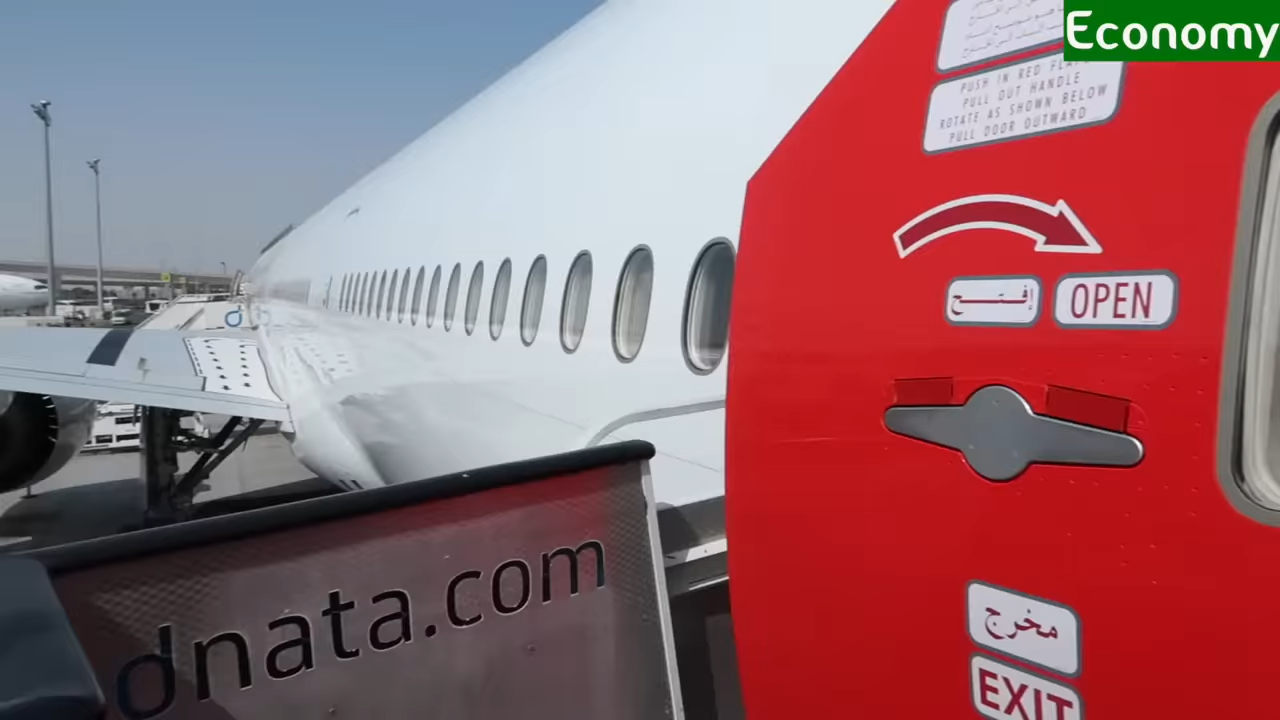 Economy
PUSH IN RED FLAPS
PULL OUT HANDLE
ROTATE AS SHOWN BELOW
PULL DOOR OUTWARD
إفتح
OPEN
dnata.com
مخرج
EXIT